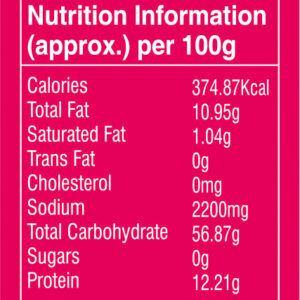 Nutrition Information
(approx.) per 100g
Calories 374.87Kcal
Total Fat 10.95g
Saturated Fat 1.04g
Trans Fat 0g
Cholesterol 0mg
Sodium 2200mg
Total Carbohydrate 56.87g
Sugars 0g
Protein 12.21g